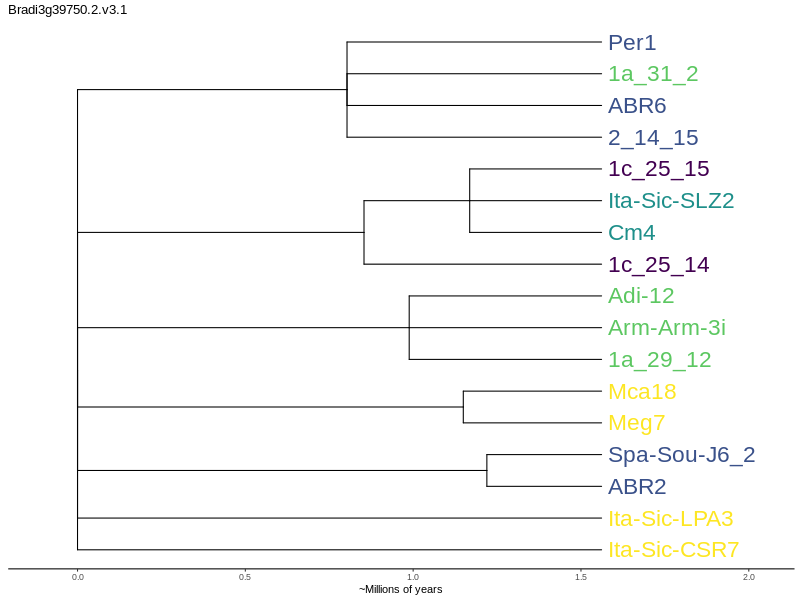 Bradi3g39750.2.v3.1
Per1
1a_31_2
ABR6
2_14_15
1c_25_15
Ita-Sic-SLZ2
Cm4
1c_25_14
Adi-12
Arm-Arm-3i
1a_29_12
Mca18
Meg7
Spa-Sou-J6_2
ABR2
Ita-Sic-LPA3
Ita-Sic-CSR7
0.0 0.5 1.0 1.5 2.0
~Millions of years